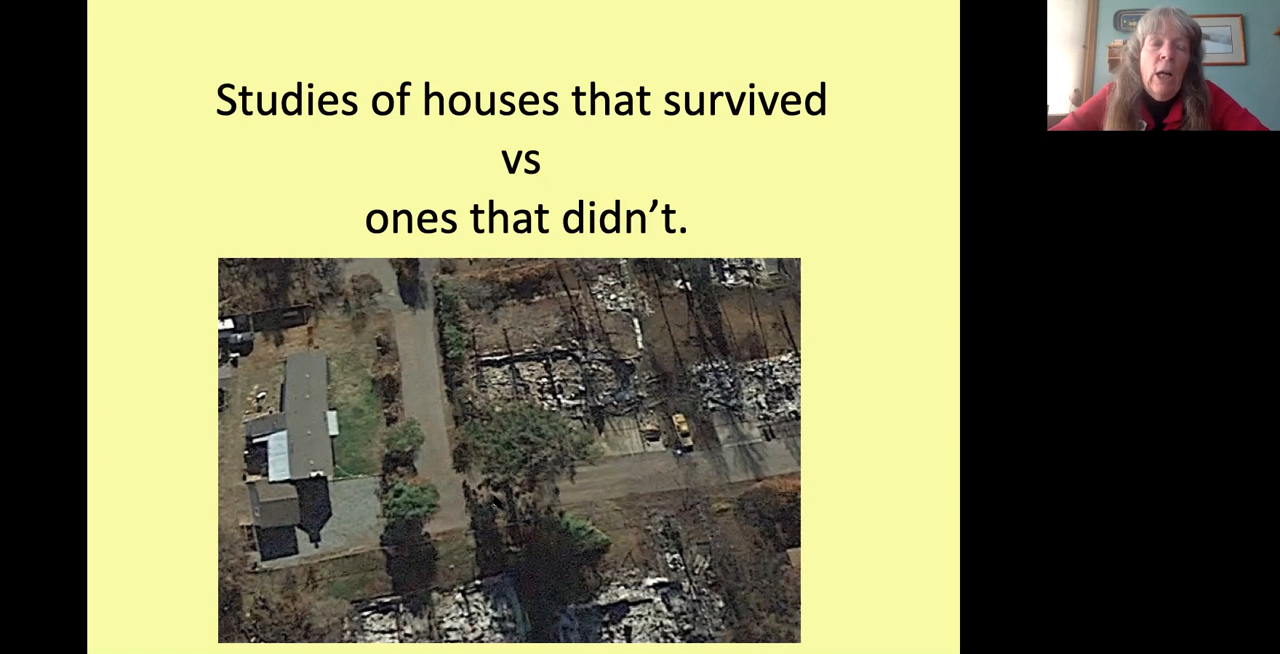 Studies of houses that survived
vs
ones that didn’t.